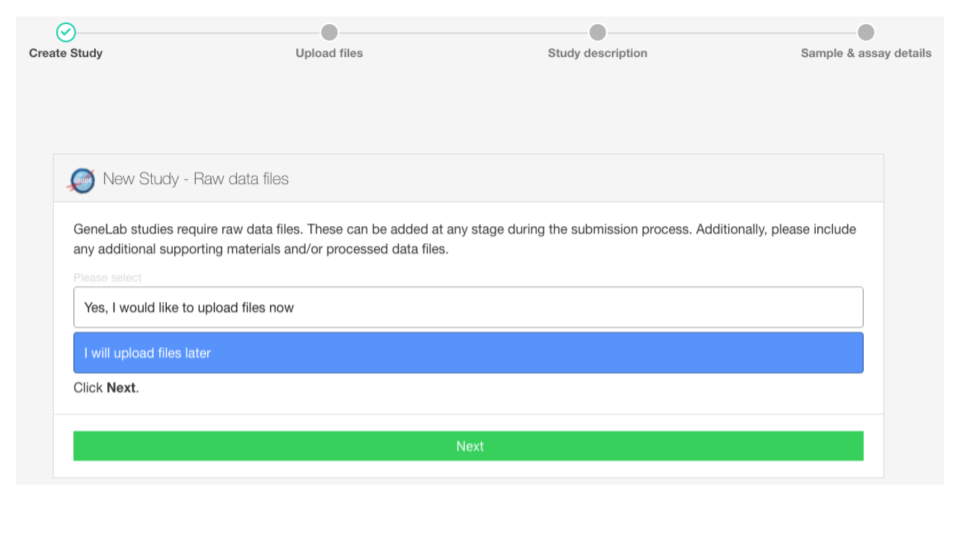 Create Study
Upload files
Study description
Sample & assay details
New Study - Raw data files
GeneLab studies require raw data files. These can be added at any stage during the submission process. Additionally, please include
any additional supporting materials and/or processed data files.
Please select
Yes, I would like to upload files now
I will upload files later
Click Next.
Next